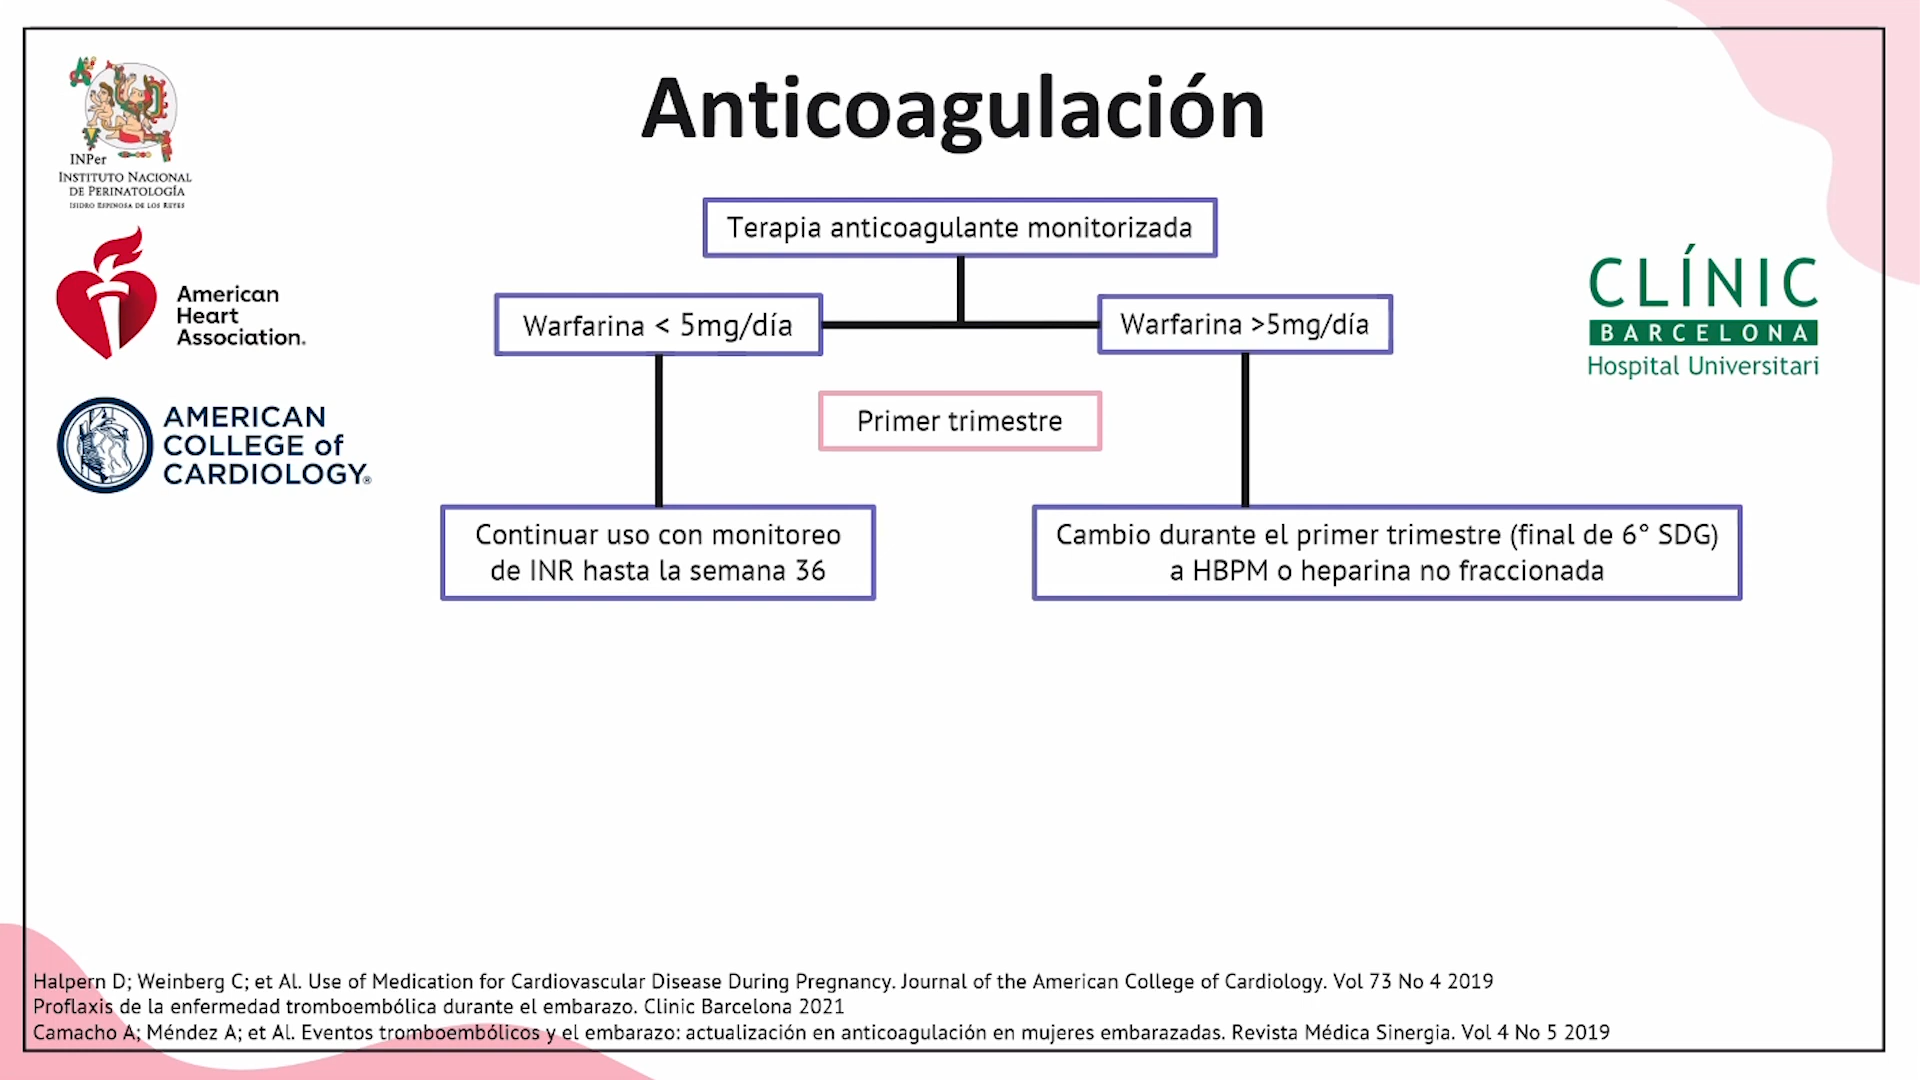 Anticoagulación
INPer
INSTITUTO NACIONAL
DE PERINATOLOGÍA
ISIDRO ESPINOSA DE LOS REYES
American
Heart
Association.
AMERICAN
COLLEGE of
CARDIOLOGY®
CLÍNIC
BARCELONA
Hospital Universitari
Terapia anticoagulante monitorizada
Warfarina < 5mg/día
Warfarina >5mg/día
Primer trimestre
Continuar uso con monitoreo
de INR hasta la semana 36
Cambio durante el primer trimestre (final de 6° SDG)
a HBPM o heparina no fraccionada
Halpern D; Weinberg C; et Al. Use of Medication for Cardiovascular Disease During Pregnancy. Journal of the American College of Cardiology. Vol 73 No 4 2019
Proflaxis de la enfermedad tromboembólica durante el embarazo. Clinic Barcelona 2021
Camacho A; Méndez A; et Al. Eventos tromboembólicos y el embarazo: actualización en anticoagulación en mujeres embarazadas. Revista Médica Sinergia. Vol 4 No 5 2019